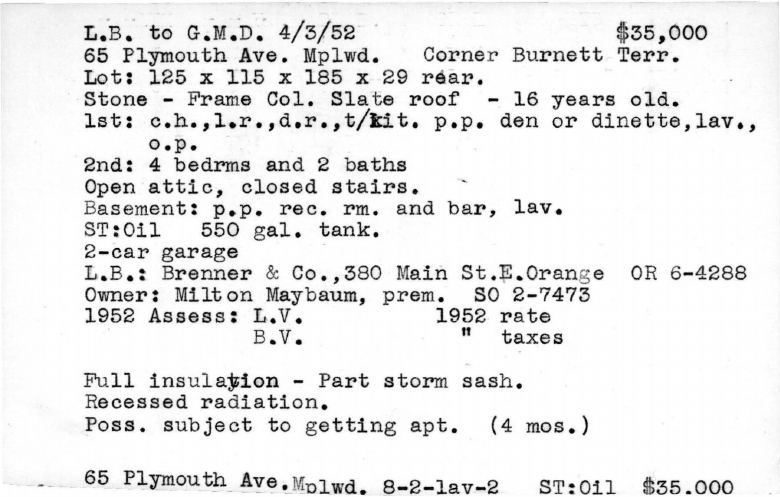 L.B. to G.M.D. 4/3/52 $35,000
65 Plymouth Ave. Mplwd. Corner Burnett Terr.
Lot: 125 x 115 x 185 x 29 rear.
Stone - Frame Col. Slate roof - 16 years old.
1st: c.h.,l.r.,d.r.,t/kit. p.p. den or dinette,lav.,
o.p.
2nd: 4 bedrms and 2 baths
Open attic, closed stairs.
Basement: p.p. rec. rm. and bar, lav.
ST:Oil 550 gal. tank.
2-car garage
L.B.: Brenner & Co.,380 Main St.E.Orange OR 6-4288
Owner: Milton Maybaum, prem. SO 2-7473
1952 Assess: L.V. 1952 rate
B.V. " taxes
Full insulation - Part storm sash.
Recessed radiation.
Poss. subject to getting apt. (4 mos.)
65 Plymouth Ave.Mplwd. 8-2-lav-2 ST:Oil $35.000